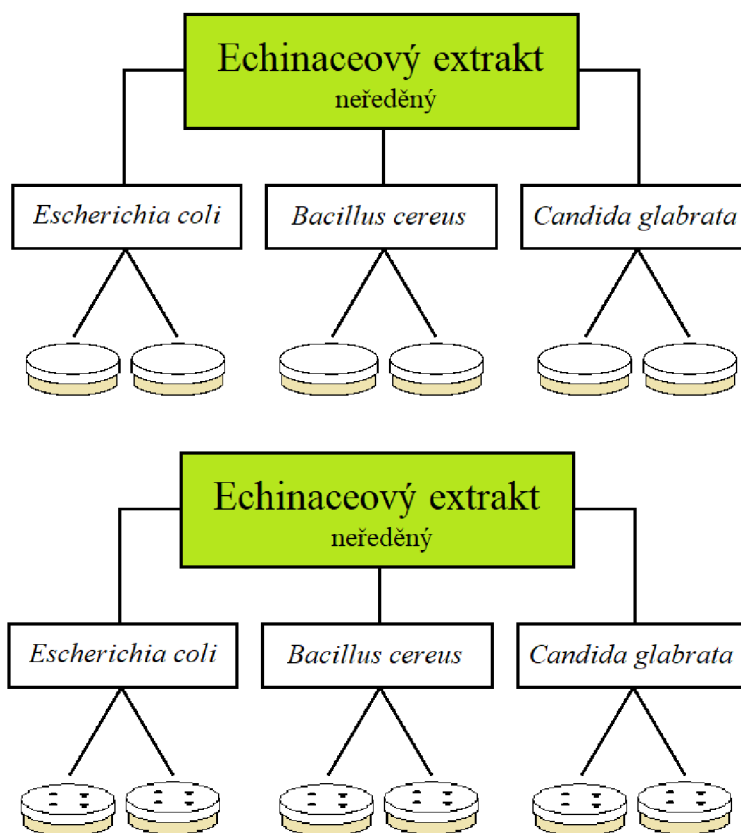 Echinaceový extrakt
neředěný
Escherichia coli
Bacillus cereus
Candida glabrata
Echinaceový extrakt
neředěný
Escherichia coli
Bacillus cereus
Candida glabrata